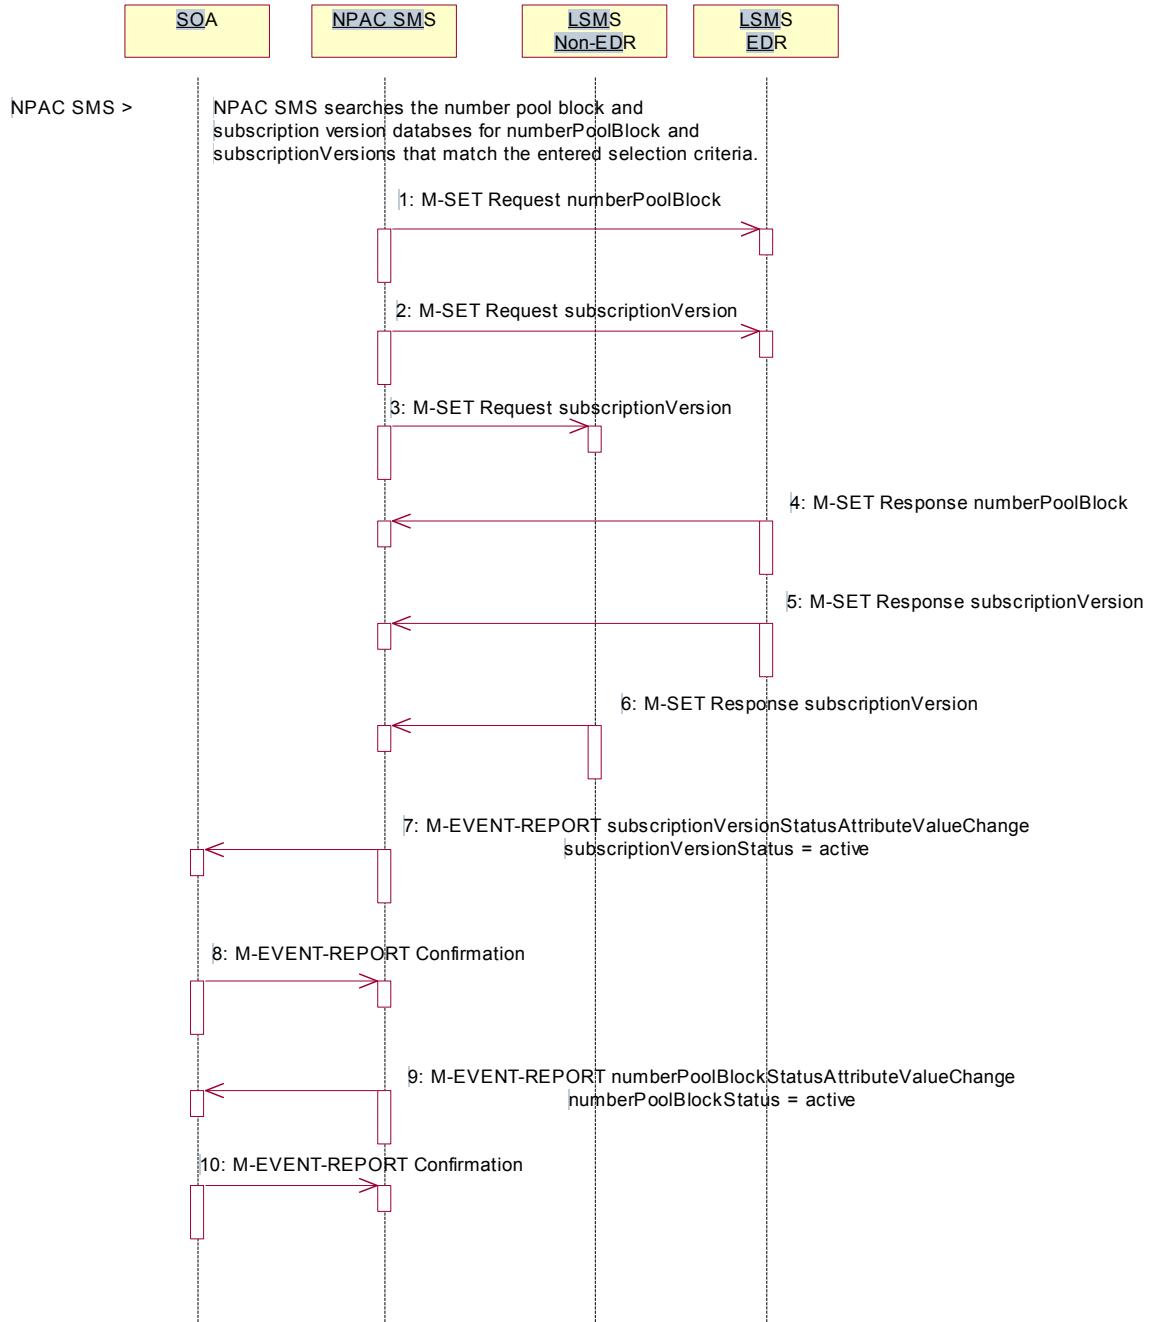 SOA
NPAC SMS
LSMS
Non-EDR
LSMS
EDR
NPAC SMS >
NPAC SMS searches the number pool block and
subscription version databses for numberPoolBlock and
subscriptionVersions that match the entered selection criteria.
1: M-SET Request numberPoolBlock
2: M-SET Request subscriptionVersion
3: M-SET Request subscriptionVersion
4: M-SET Response numberPoolBlock
5: M-SET Response subscriptionVersion
6: M-SET Response subscriptionVersion
7: M-EVENT-REPORT subscriptionVersionStatusAttributeValueChange
subscriptionVersionStatus = active
8: M-EVENT-REPORT Confirmation
9: M-EVENT-REPORT numberPoolBlockStatusAttributeValueChange
numberPoolBlockStatus = active
10: M-EVENT-REPORT Confirmation